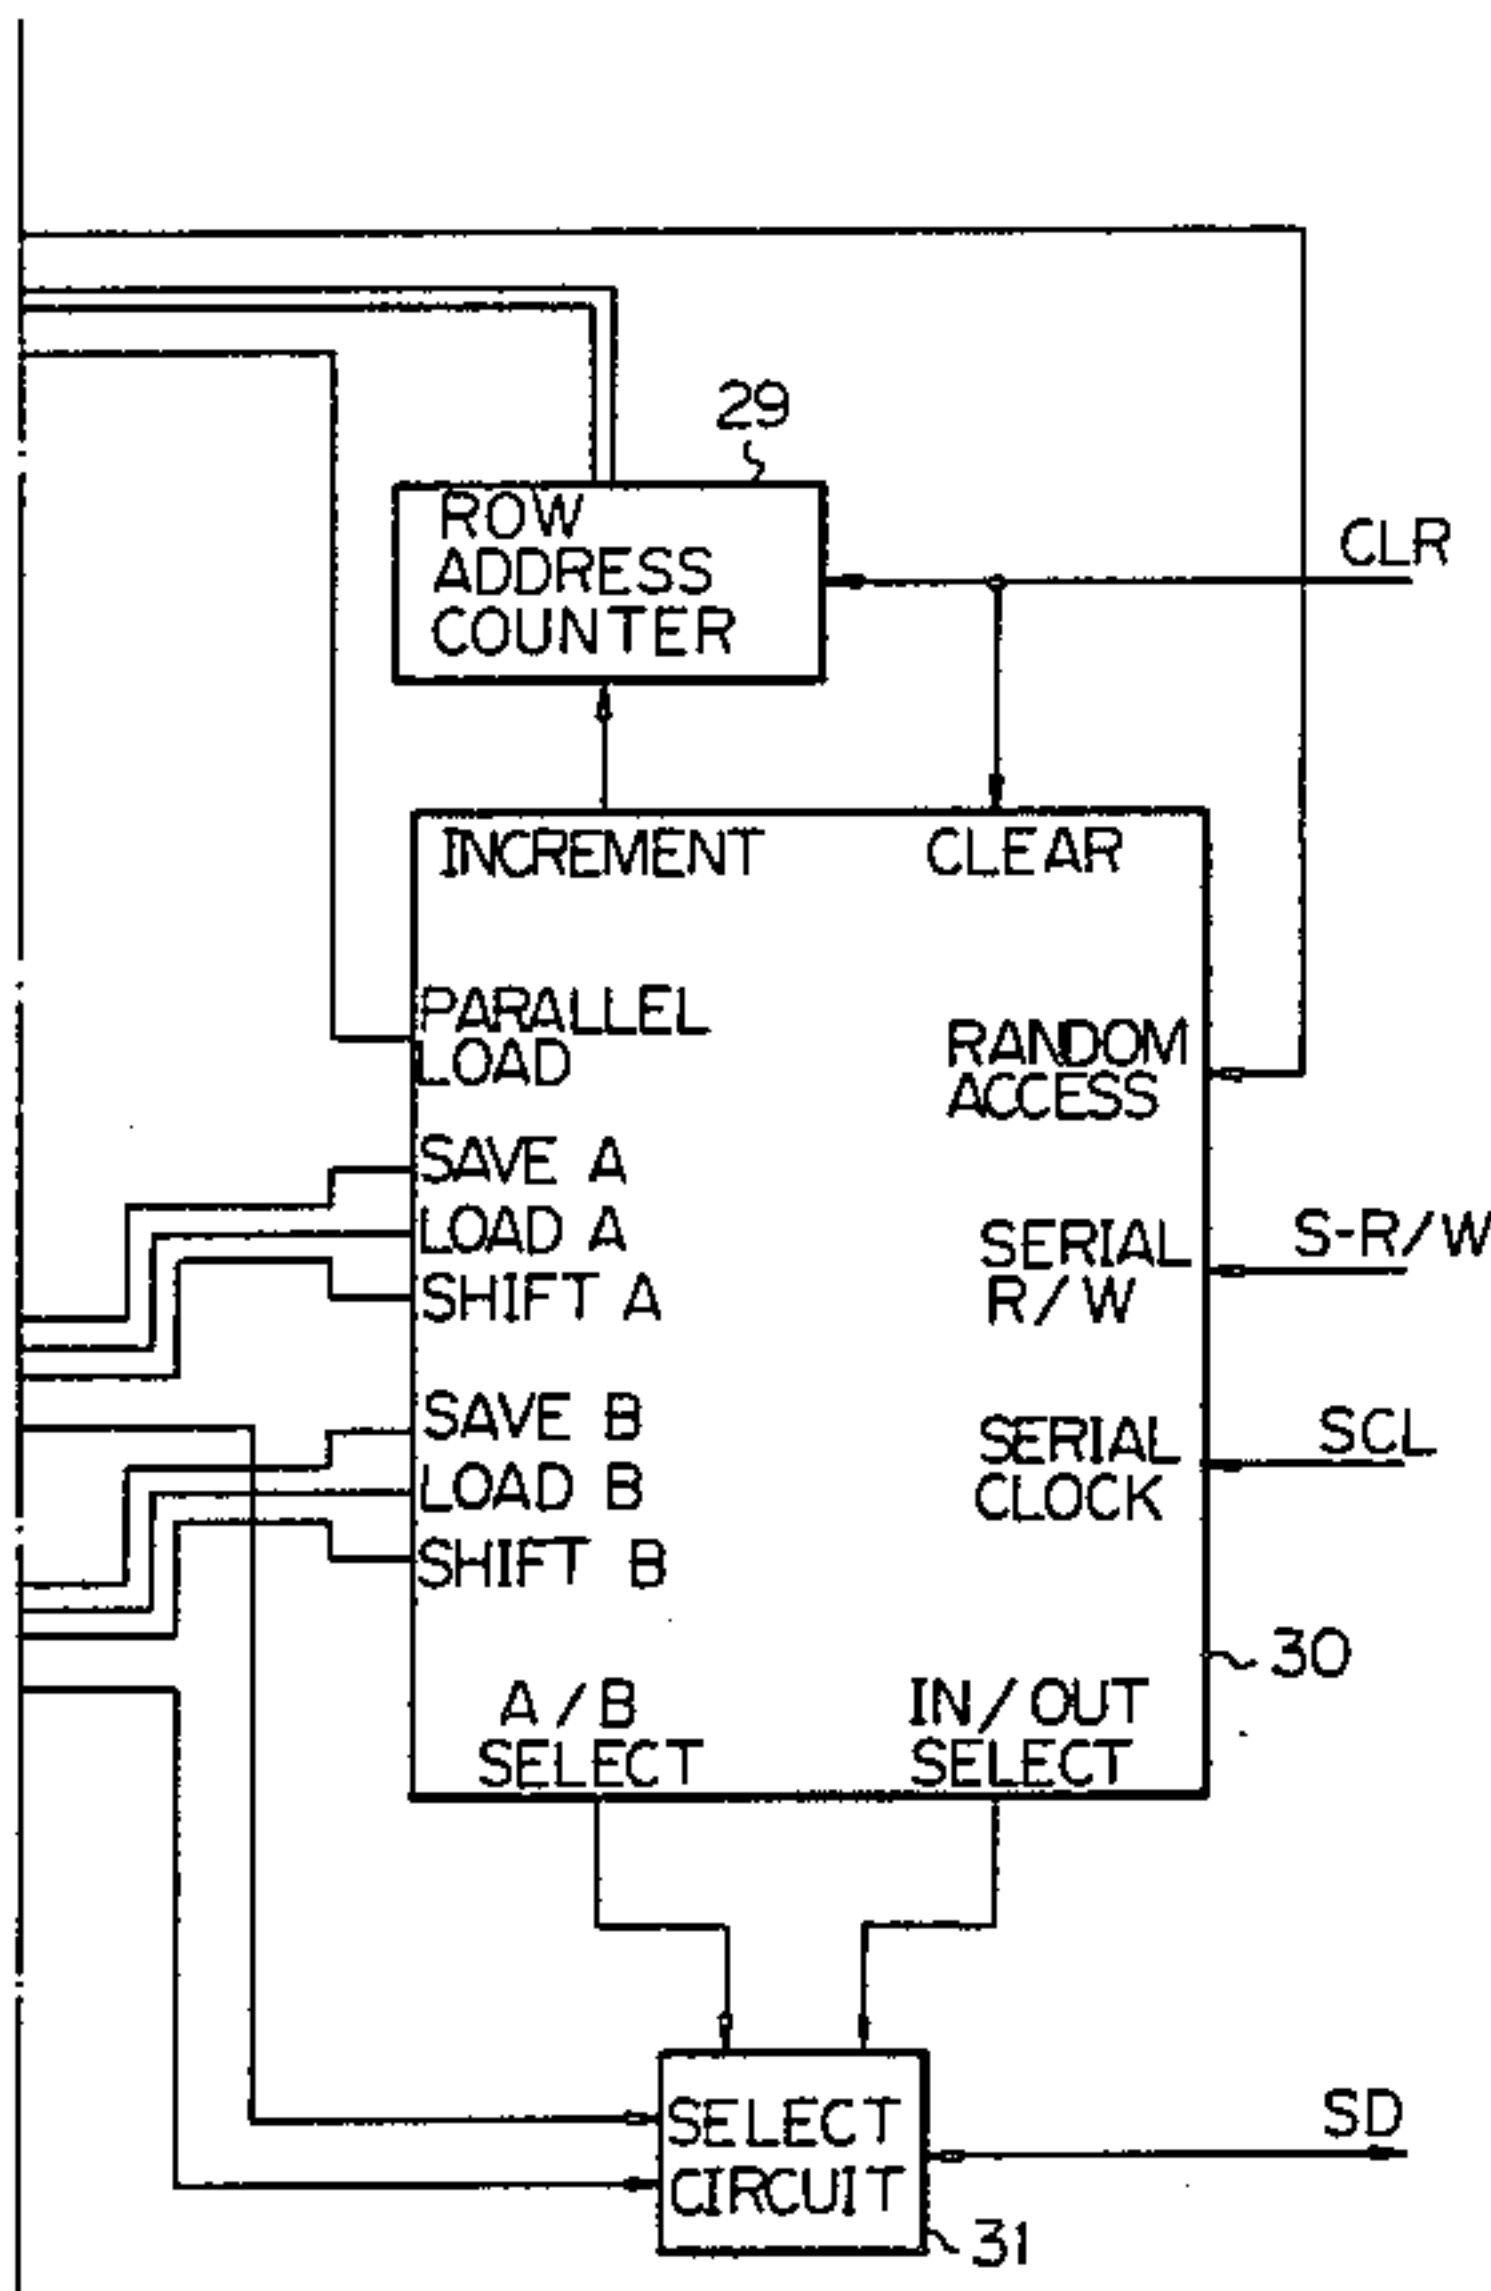 29
ROW
ADDRESS
COUNTER
CLR
INCREMENT
CLEAR
PARALLEL
LOAD
RANDOM
ACCESS
SAVE A
LOAD A
SHIFT A
SERIAL
R/W
S-R/W
SAVE B
LOAD B
SHIFT B
SERIAL
CLOCK
SCL
30
A/B
SELECT
IN/OUT
SELECT
SELECT
CIRCUIT
SD
31